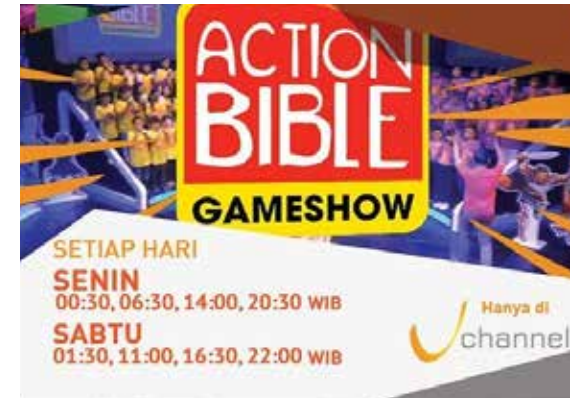 BIBLE
ACTION
BIBLE
GAMESHOW
SETIAP HARI
SENIN
00:30, 06:30, 14:00, 20:30 WIB
SABTU
01:30, 11:00, 16:30, 22:00 WIB
Hanya di
U channel